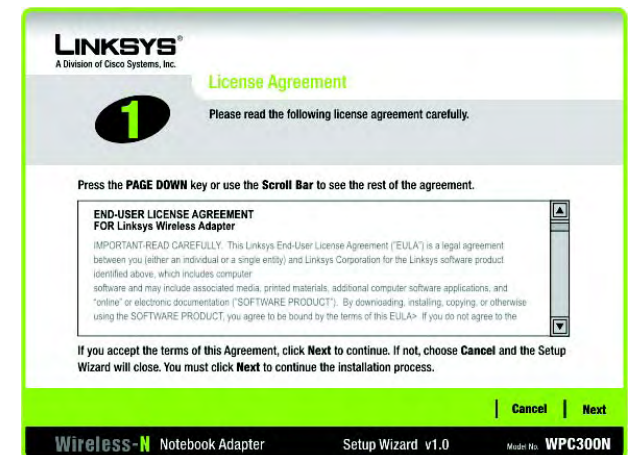 LINKSYS®
A Division of Cisco Systems, Inc.
License Agreement
1
Please read the following license agreement carefully.
Press the PAGE DOWN key or use the Scroll Bar to see the rest of the agreement.
END-USER LICENSE AGREEMENT
FOR Linksys Wireless Adapter
IMPORTANT-READ CAREFULLY. This Linksys End-User License Agreement ("EULA") is a legal agreement
between you (either an individual or a single entity) and Linksys Corporation for the Linksys software product
identified above, which includes computer
software and may include associated media, printed materials, additional computer software applications, and
"online" or electronic documentation ("SOFTWARE PRODUCT"). By downloading, installing, copying, or otherwise
using the SOFTWARE PRODUCT, you agree to be bound by the terms of this EULA> If you do not agree to the
If you accept the terms of this Agreement, click Next to continue. If not, choose Cancel and the Setup
Wizard will close. You must click Next to continue the installation process.
Cancel Next
Wireless-N Notebook Adapter Setup Wizard v1.0 Model No. WPC300N